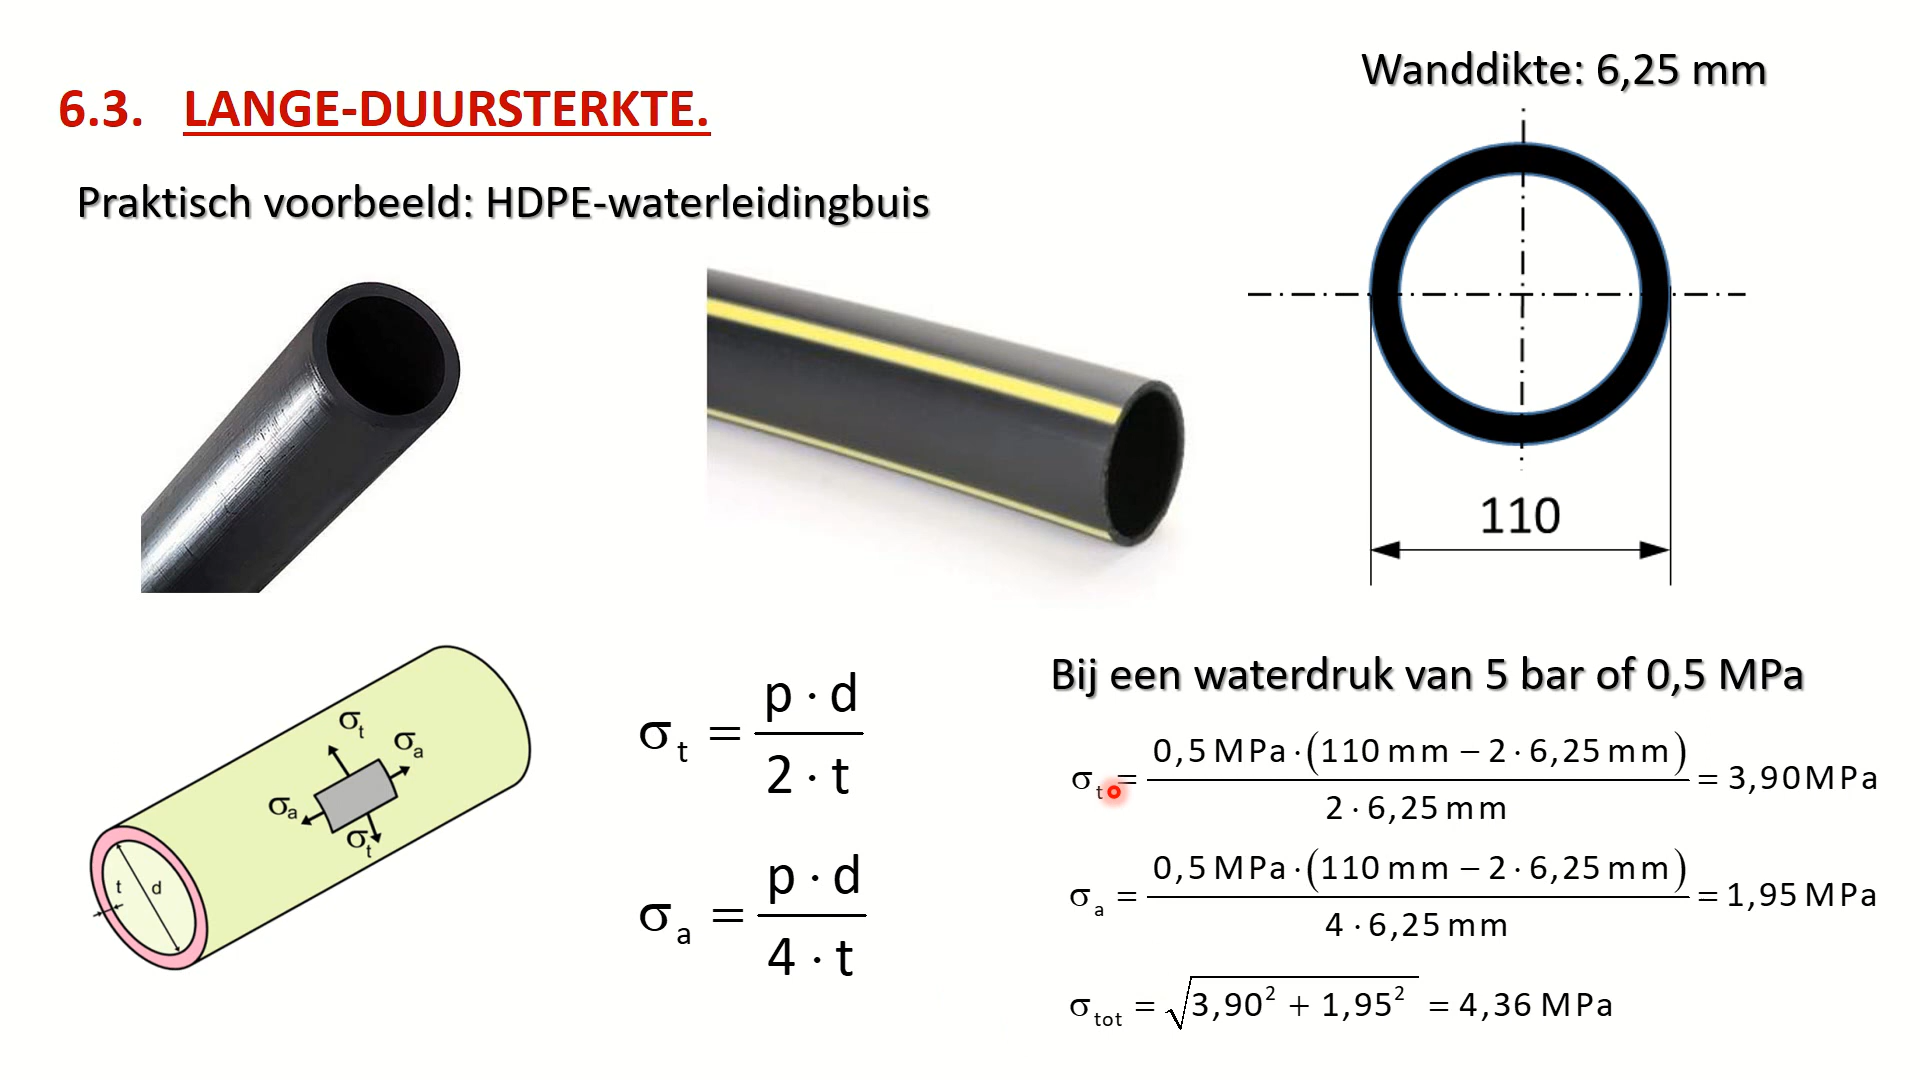 Wanddikte: 6,25 mm
6.3. LANGE-DUURSTERKTE.
Praktisch voorbeeld: HDPE-waterleidingbuis
110
Bij een waterdruk van 5 bar of 0,5 MPa
σt
σa
σa
σt
t d
σt = p · d / 2 · t
σa = p · d / 4 · t
σt = 0,5 MPa · (110 mm − 2 · 6,25 mm) / 2 · 6,25 mm = 3,90 MPa
σa = 0,5 MPa · (110 mm − 2 · 6,25 mm) / 4 · 6,25 mm = 1,95 MPa
σtot = √3,90² + 1,95² = 4,36 MPa